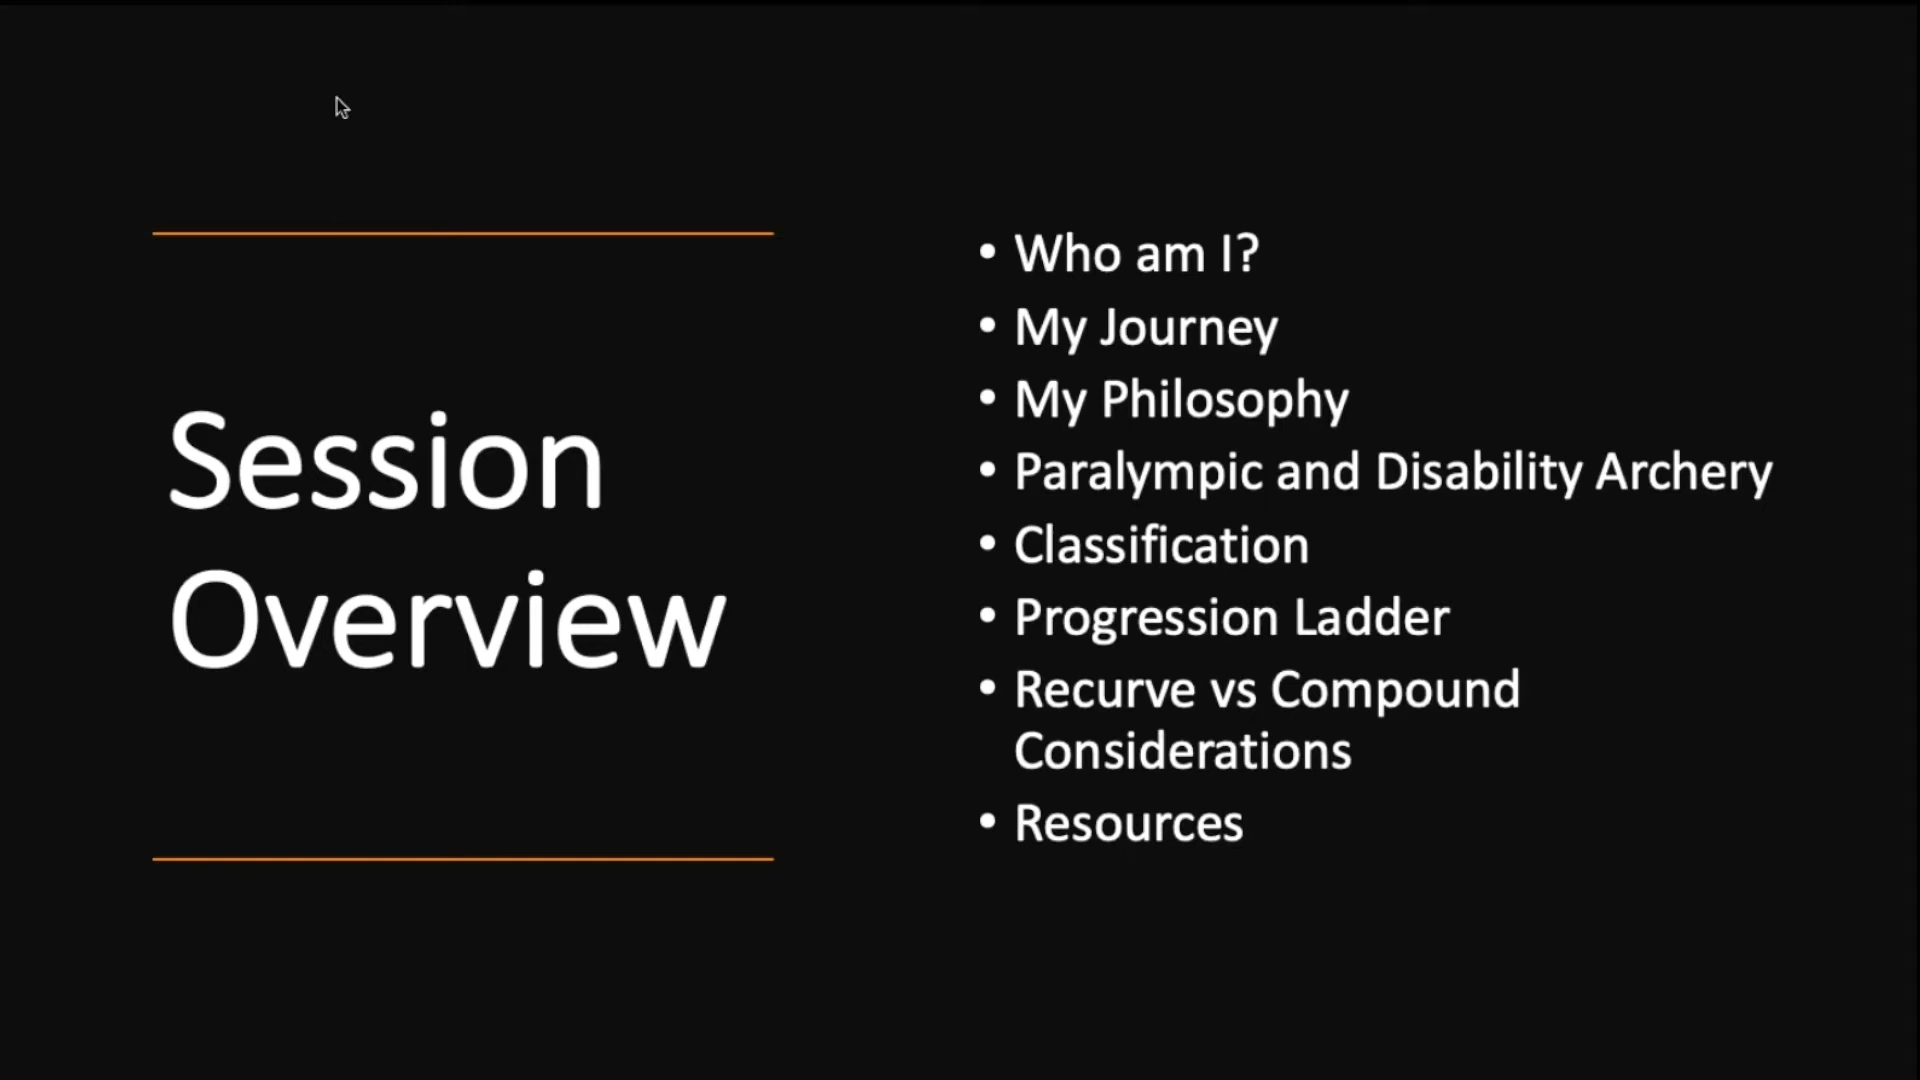 Session
Overview
• Who am I?
• My Journey
• My Philosophy
• Paralympic and Disability Archery
• Classification
• Progression Ladder
• Recurve vs Compound
Considerations
• Resources